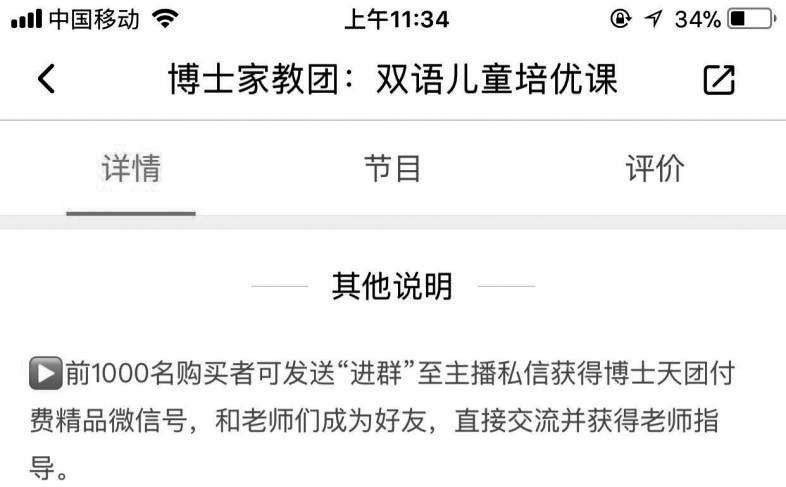 中国移动 上午11:34 34%
博士家教团：双语儿童培优课
详情 节目 评价
其他说明
前1000名购买者可发送“进群”至主播私信获得博士天团付
费精品微信号，和老师们成为好友，直接交流并获得老师指
导。